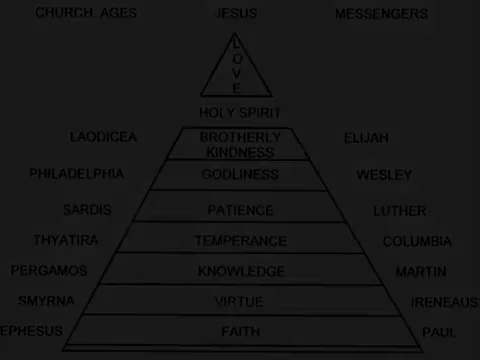 CHURCH AGES JESUS MESSENGERS
L
O
V
E
HOLY SPIRIT
LAODICEA BROTHERLY KINDNESS ELIJAH
PHILADELPHIA GODLINESS WESLEY
SARDIS PATIENCE LUTHER
THYATIRA TEMPERANCE COLUMBIA
PERGAMOS KNOWLEDGE MARTIN
SMYRNA VIRTUE IRENEAUS
EPHESUS FAITH PAUL